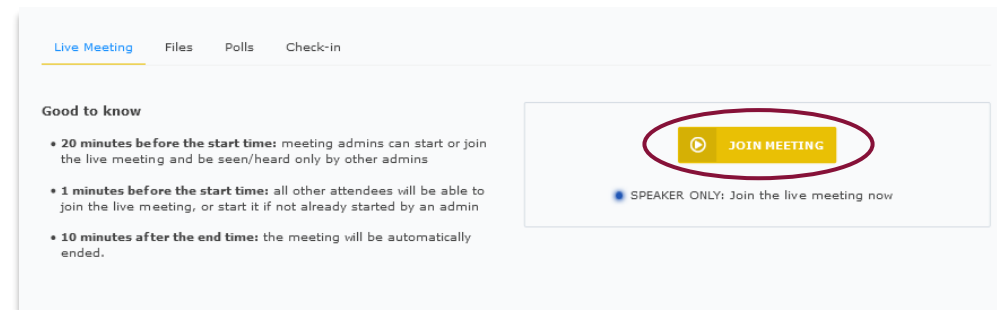 Live Meeting Files Polls Check-in
Good to know
• 20 minutes before the start time: meeting admins can start or join
the live meeting and be seen/heard only by other admins
• 1 minutes before the start time: all other attendees will be able to
join the live meeting, or start it if not already started by an admin
• 10 minutes after the end time: the meeting will be automatically
ended.
JOIN MEETING
SPEAKER ONLY: Join the live meeting now